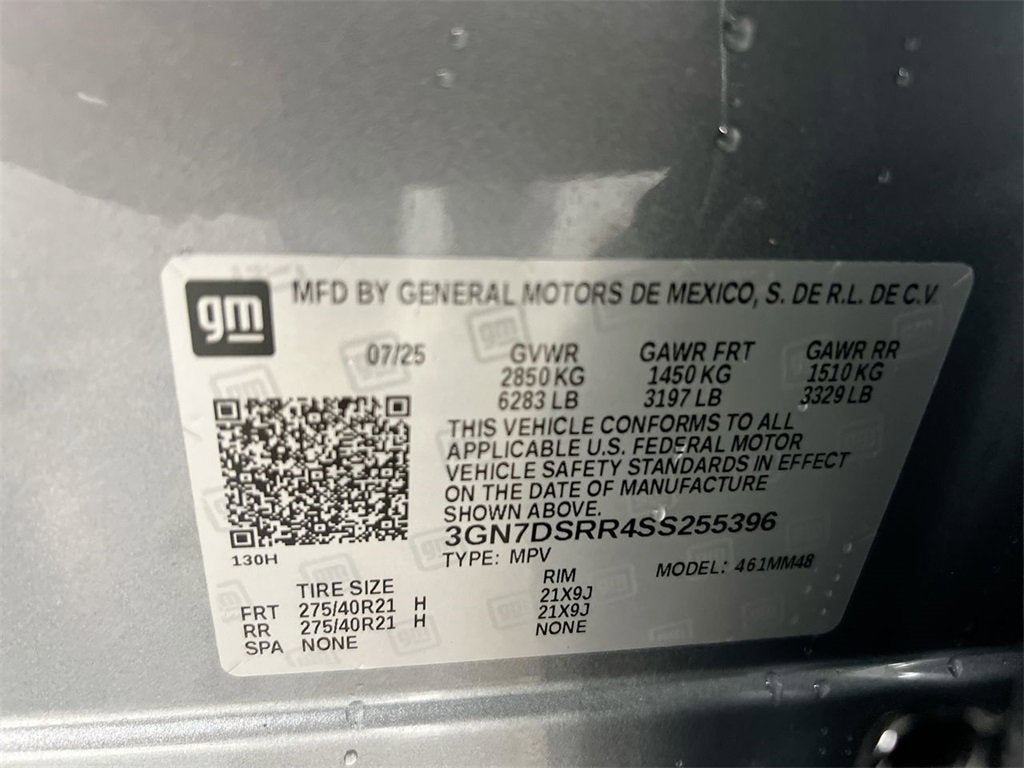 gm
MFD BY GENERAL MOTORS DE MEXICO, S. DE R.L. DE C.V.
07/25 GVWR GAWR FRT GAWR RR
2850 KG 1450 KG 1510 KG
6283 LB 3197 LB 3329 LB
THIS VEHICLE CONFORMS TO ALL
APPLICABLE U.S. FEDERAL MOTOR
VEHICLE SAFETY STANDARDS IN EFFECT
ON THE DATE OF MANUFACTURE
SHOWN ABOVE.
3GN7DSRR4SS255396
130H
TYPE: MPV MODEL: 461MM48
TIRE SIZE RIM
FRT 275/40R21 H 21X9J
RR 275/40R21 H 21X9J
SPA NONE NONE